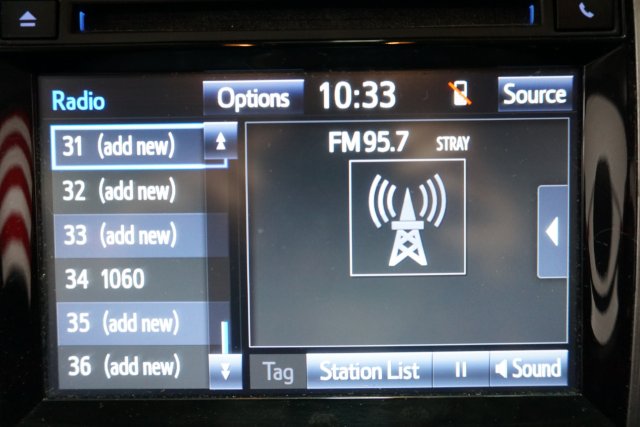 Radio
Options
10:33
Source
31 (add new)
32 (add new)
33 (add new)
34 1060
35 (add new)
36 (add new)
FM 95.7 STRAY
Tag
Station List
Sound